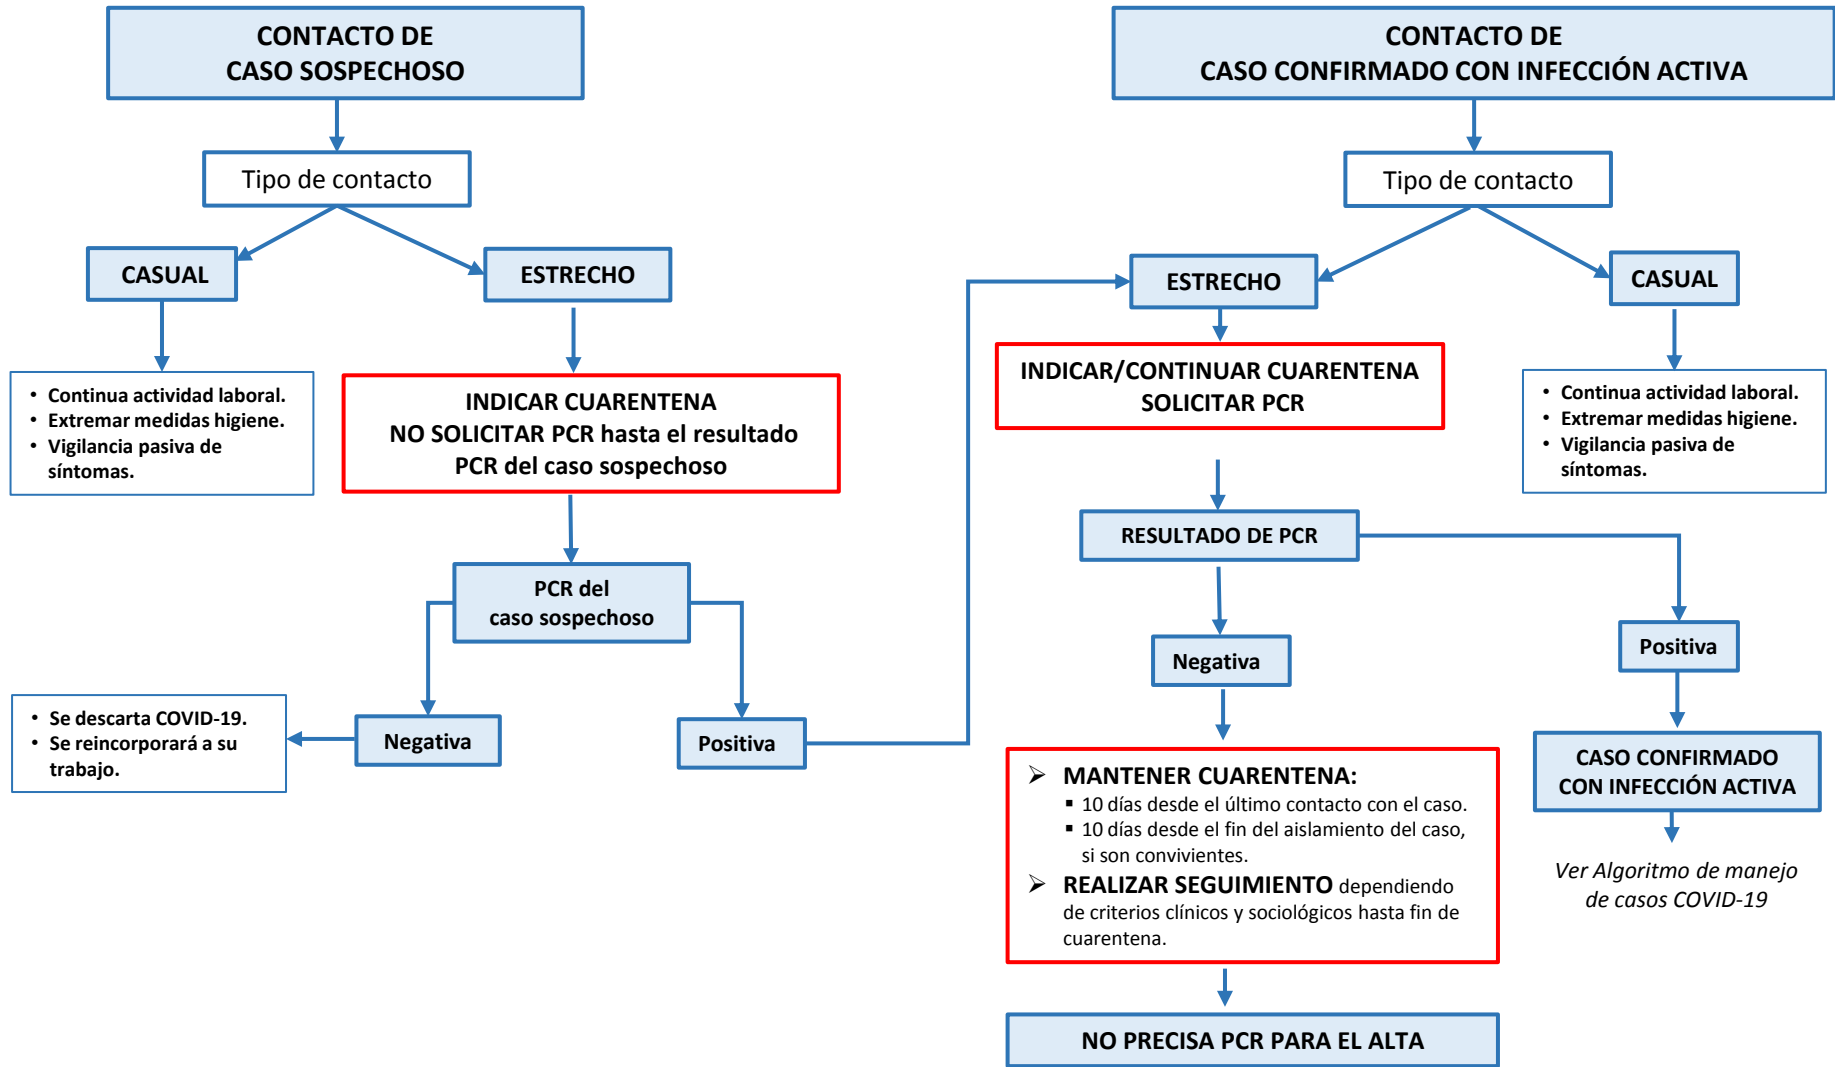 CONTACTO DE
CASO SOSPECHOSO
Tipo de contacto
CASUAL
ESTRECHO
• Continua actividad laboral.
• Extremar medidas higiene.
• Vigilancia pasiva de
síntomas.
INDICAR CUARENTENA
NO SOLICITAR PCR hasta el resultado
PCR del caso sospechoso
PCR del
caso sospechoso
Negativa
Positiva
• Se descarta COVID-19.
• Se reincorporará a su
trabajo.
CONTACTO DE
CASO CONFIRMADO CON INFECCIÓN ACTIVA
Tipo de contacto
ESTRECHO
CASUAL
INDICAR/CONTINUAR CUARENTENA
SOLICITAR PCR
• Continua actividad laboral.
• Extremar medidas higiene.
• Vigilancia pasiva de
síntomas.
RESULTADO DE PCR
Negativa
Positiva
➢ MANTENER CUARENTENA:
▪ 10 días desde el último contacto con el caso.
▪ 10 días desde el fin del aislamiento del caso,
si son convivientes.
➢ REALIZAR SEGUIMIENTO dependiendo
de criterios clínicos y sociológicos hasta fin de
cuarentena.
CASO CONFIRMADO
CON INFECCIÓN ACTIVA
Ver Algoritmo de manejo
de casos COVID-19
NO PRECISA PCR PARA EL ALTA